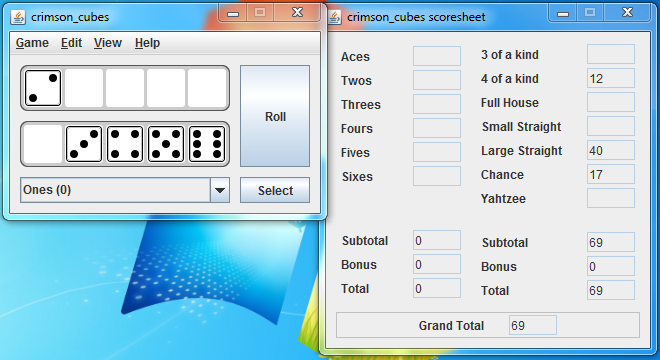 crimson_cubes
Game Edit View Help
Roll
Ones (0)
Select
crimson_cubes scoresheet
Aces
Twos
Threes
Fours
Fives
Sixes
3 of a kind
4 of a kind 12
Full House
Small Straight
Large Straight 40
Chance 17
Yahtzee
Subtotal 0
Bonus 0
Total 0
Subtotal 69
Bonus 0
Total 69
Grand Total 69